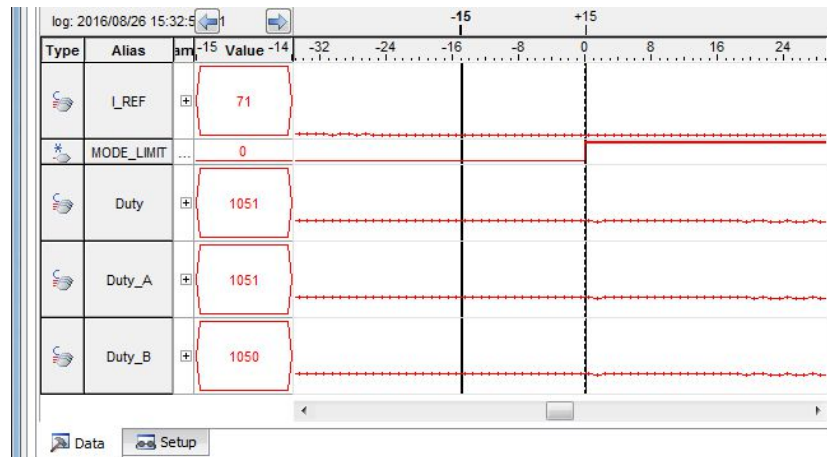 log: 2016/08/26 15:32:5 1 -15 +15
Type Alias am -15 Value -14 -32 -24 -16 -8 0 8 16 24
I_REF 71
MODE_LIMIT ... 0
Duty 1051
Duty_A 1051
Duty_B 1050
Data Setup